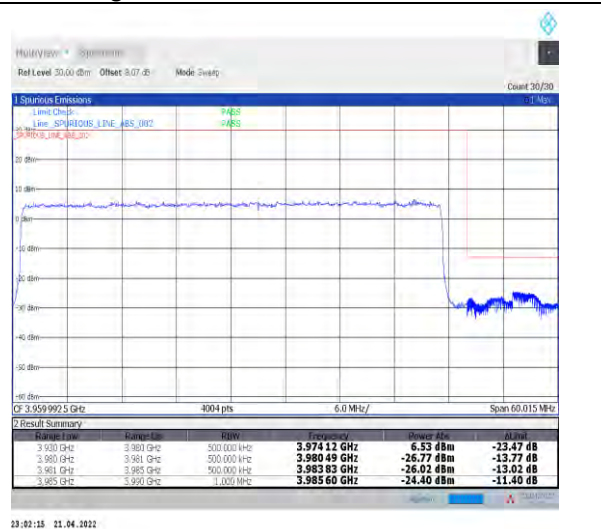 MultiView
Ref Level 30.00 dBm Offset 8.07 dB Mode Sweep
Count 30/30
1 Spurious Emissions
Limit Check PASS
Line _SPURIOUS_LINE_ABS_002 PASS
20 dBm
10 dBm
0 dBm
-10 dBm
-20 dBm
-30 dBm
-40 dBm
-50 dBm
-60 dBm
CF 3.9599925 GHz 4004 pts 6.0 MHz/ Span 60.015 MHz
2 Result Summary
Range Low Range Up RBW Frequency Power Abs ΔLimit
3.930 GHz 3.980 GHz 500.000 kHz 3.97412 GHz 6.53 dBm -23.47 dB
3.980 GHz 3.981 GHz 500.000 kHz 3.98049 GHz -26.77 dBm -13.77 dB
3.981 GHz 3.985 GHz 500.000 kHz 3.98383 GHz -26.02 dBm -13.02 dB
3.985 GHz 3.990 GHz 1.000 MHz 3.98560 GHz -24.40 dBm -11.40 dB
23:02:15 21.04.2022